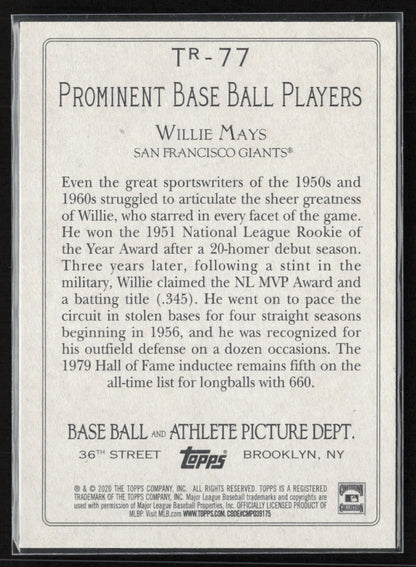 TR-77
PROMINENT BASE BALL PLAYERS
WILLIE MAYS
SAN FRANCISCO GIANTS®
Even the great sportswriters of the 1950s and
1960s struggled to articulate the sheer greatness
of Willie, who starred in every facet of the game.
He won the 1951 National League Rookie of
the Year Award after a 20-homer debut season.
Three years later, following a stint in the
military, Willie claimed the NL MVP Award and
a batting title (.345). He went on to pace the
circuit in stolen bases for four straight seasons
beginning in 1956, and he was recognized for
his outfield defense on a dozen occasions. The
1979 Hall of Fame inductee remains fifth on the
all-time list for longballs with 660.
BASE BALL AND ATHLETE PICTURE DEPT.
36TH STREET Topps BROOKLYN, NY
® & © 2020 THE TOPPS COMPANY, INC. ALL RIGHTS RESERVED. TOPPS IS A REGISTERED
TRADEMARK OF THE TOPPS COMPANY, INC. Major League Baseball trademarks and copyrights are
used with permission of Major League Baseball Properties, Inc. OFFICIALLY LICENSED PRODUCT OF
MLBP. Visit MLB.com WWW.TOPPS.COM. CODE#CMP039175